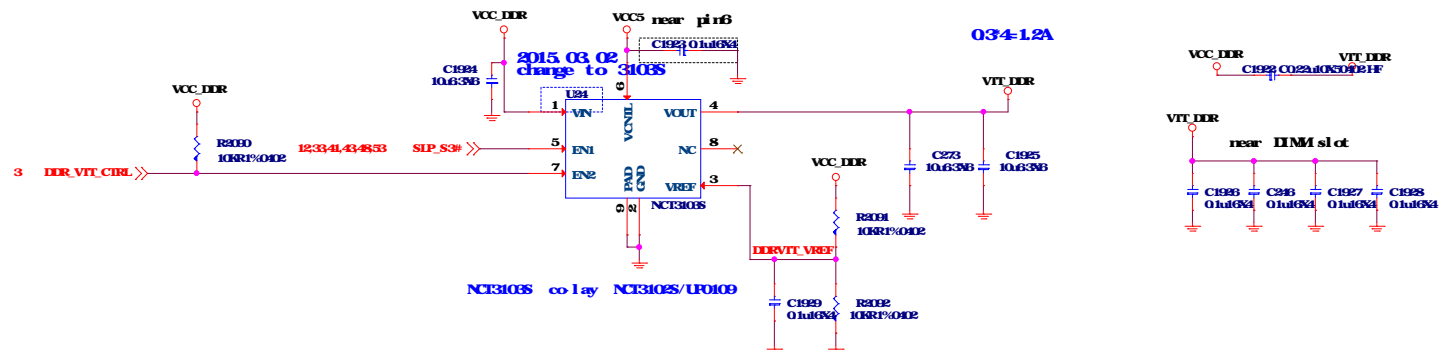 VCC_DDR
VCC5
near pin6
0.3*4=1.2A
C1923 0.1u16X4
2015.03.02
change to 3103S
C1924
10u6.3X6
VCC_DDR
VTT_DDR
C1922 C0.22u10X50402-HF
VTT_DDR
VCC_DDR
U24
6
1
VIN
VCNTL
VOUT
4
R2090
10KR1%0402
12,33,41,43,48,53
SLP_S3#
5
EN1
NC
8
3
DDR_VTT_CTRL
7
EN2
PAD
GND
VREF
3
NCT3103S
9
2
VCC_DDR
C273
10u6.3X6
C1925
10u6.3X6
VTT_DDR
near DIMM slot
C1926
0.1u16X4
C246
0.1u16X4
C1927
0.1u16X4
C1928
0.1u16X4
R2091
10KR1%0402
DDRVTT_VREF
C1929
0.1u16X4
R2092
10KR1%0402
NCT3103S co-lay NCT3102S/UP0109